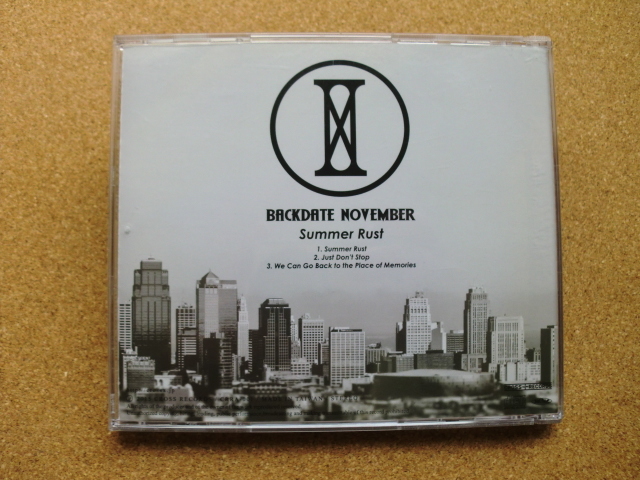 BACKDATE NOVEMBER
Summer Rust
1. Summer Rust
2. Just Don't Stop
3. We Can Go Back to the Place of Memories